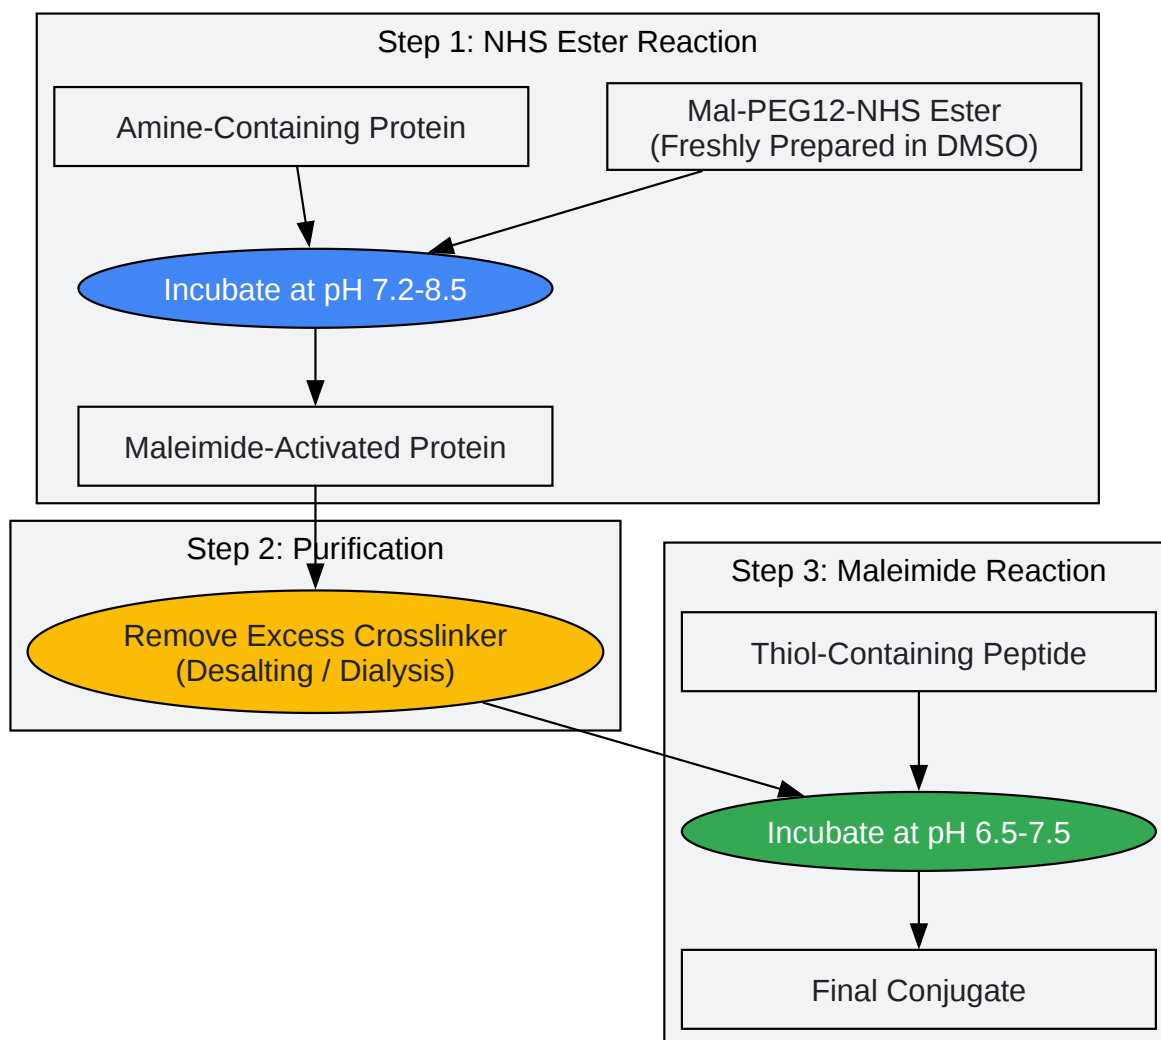 Step 1: NHS Ester Reaction
Amine-Containing Protein
Mal-PEG12-NHS Ester
(Freshly Prepared in DMSO)
Incubate at pH 7.2-8.5
Maleimide-Activated Protein
Step 2: Purification
Remove Excess Crosslinker
(Desalting / Dialysis)
Step 3: Maleimide Reaction
Thiol-Containing Peptide
Incubate at pH 6.5-7.5
Final Conjugate